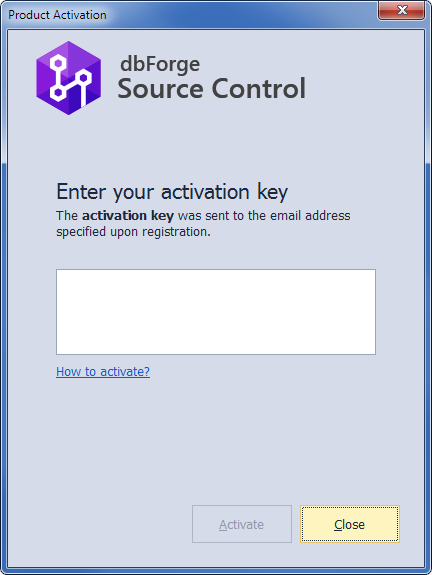 Product Activation
dbForge
Source Control
Enter your activation key
The activation key was sent to the email address
specified upon registration.
How to activate?
Activate
Close